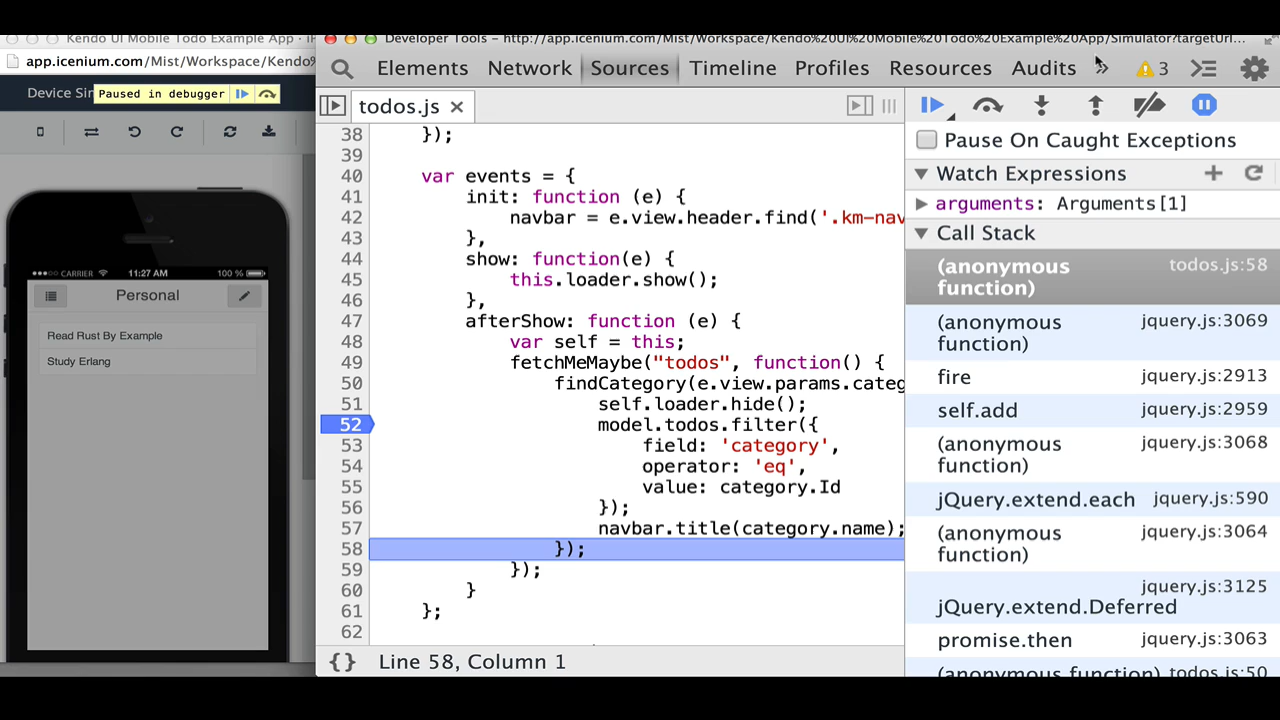 Kendo UI Mobile Todo Example App
Developer Tools - http://app.icenium.com/Mist/Workspace/Kendo%20UI%20Mobile%20Todo%20Example%20App/Simulator?targetUrl...
app.icenium.com/Mist/Workspace/Kendo%
Elements Network Sources Timeline Profiles Resources Audits » 3
Device Sim
Paused in debugger
todos.js ×
Pause On Caught Exceptions
Watch Expressions
arguments: Arguments[1]
Call Stack
(anonymous function) todos.js:58
(anonymous function) jquery.js:3069
fire jquery.js:2913
self.add jquery.js:2959
(anonymous function) jquery.js:3068
jQuery.extend.each jquery.js:590
(anonymous function) jquery.js:3064
jquery.js:3125
jQuery.extend.Deferred
promise.then jquery.js:3063
(anonymous function) todos.js:50
CARRIER 11:27 AM 100 %
Personal
Read Rust By Example
Study Erlang
38 });
39
40 var events = {
41 init: function (e) {
42 navbar = e.view.header.find('.km-nav
43 },
44 show: function(e) {
45 this.loader.show();
46 },
47 afterShow: function (e) {
48 var self = this;
49 fetchMeMaybe("todos", function() {
50 findCategory(e.view.params.categ
51 self.loader.hide();
52 model.todos.filter({
53 field: 'category',
54 operator: 'eq',
55 value: category.Id
56 });
57 navbar.title(category.name);
58 });
59 });
60 }
61 };
62
{} Line 58, Column 1